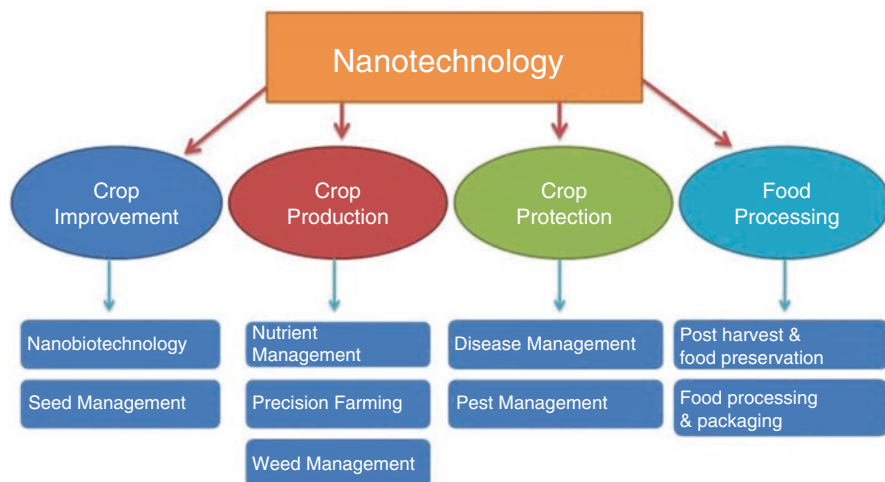 Nanotechnology
Crop
Improvement
Crop
Production
Crop
Protection
Food
Processing
Nanobiotechnology
Seed Management
Nutrient
Management
Precision Farming
Weed Management
Disease Management
Pest Management
Post harvest &
food preservation
Food processing
& packaging